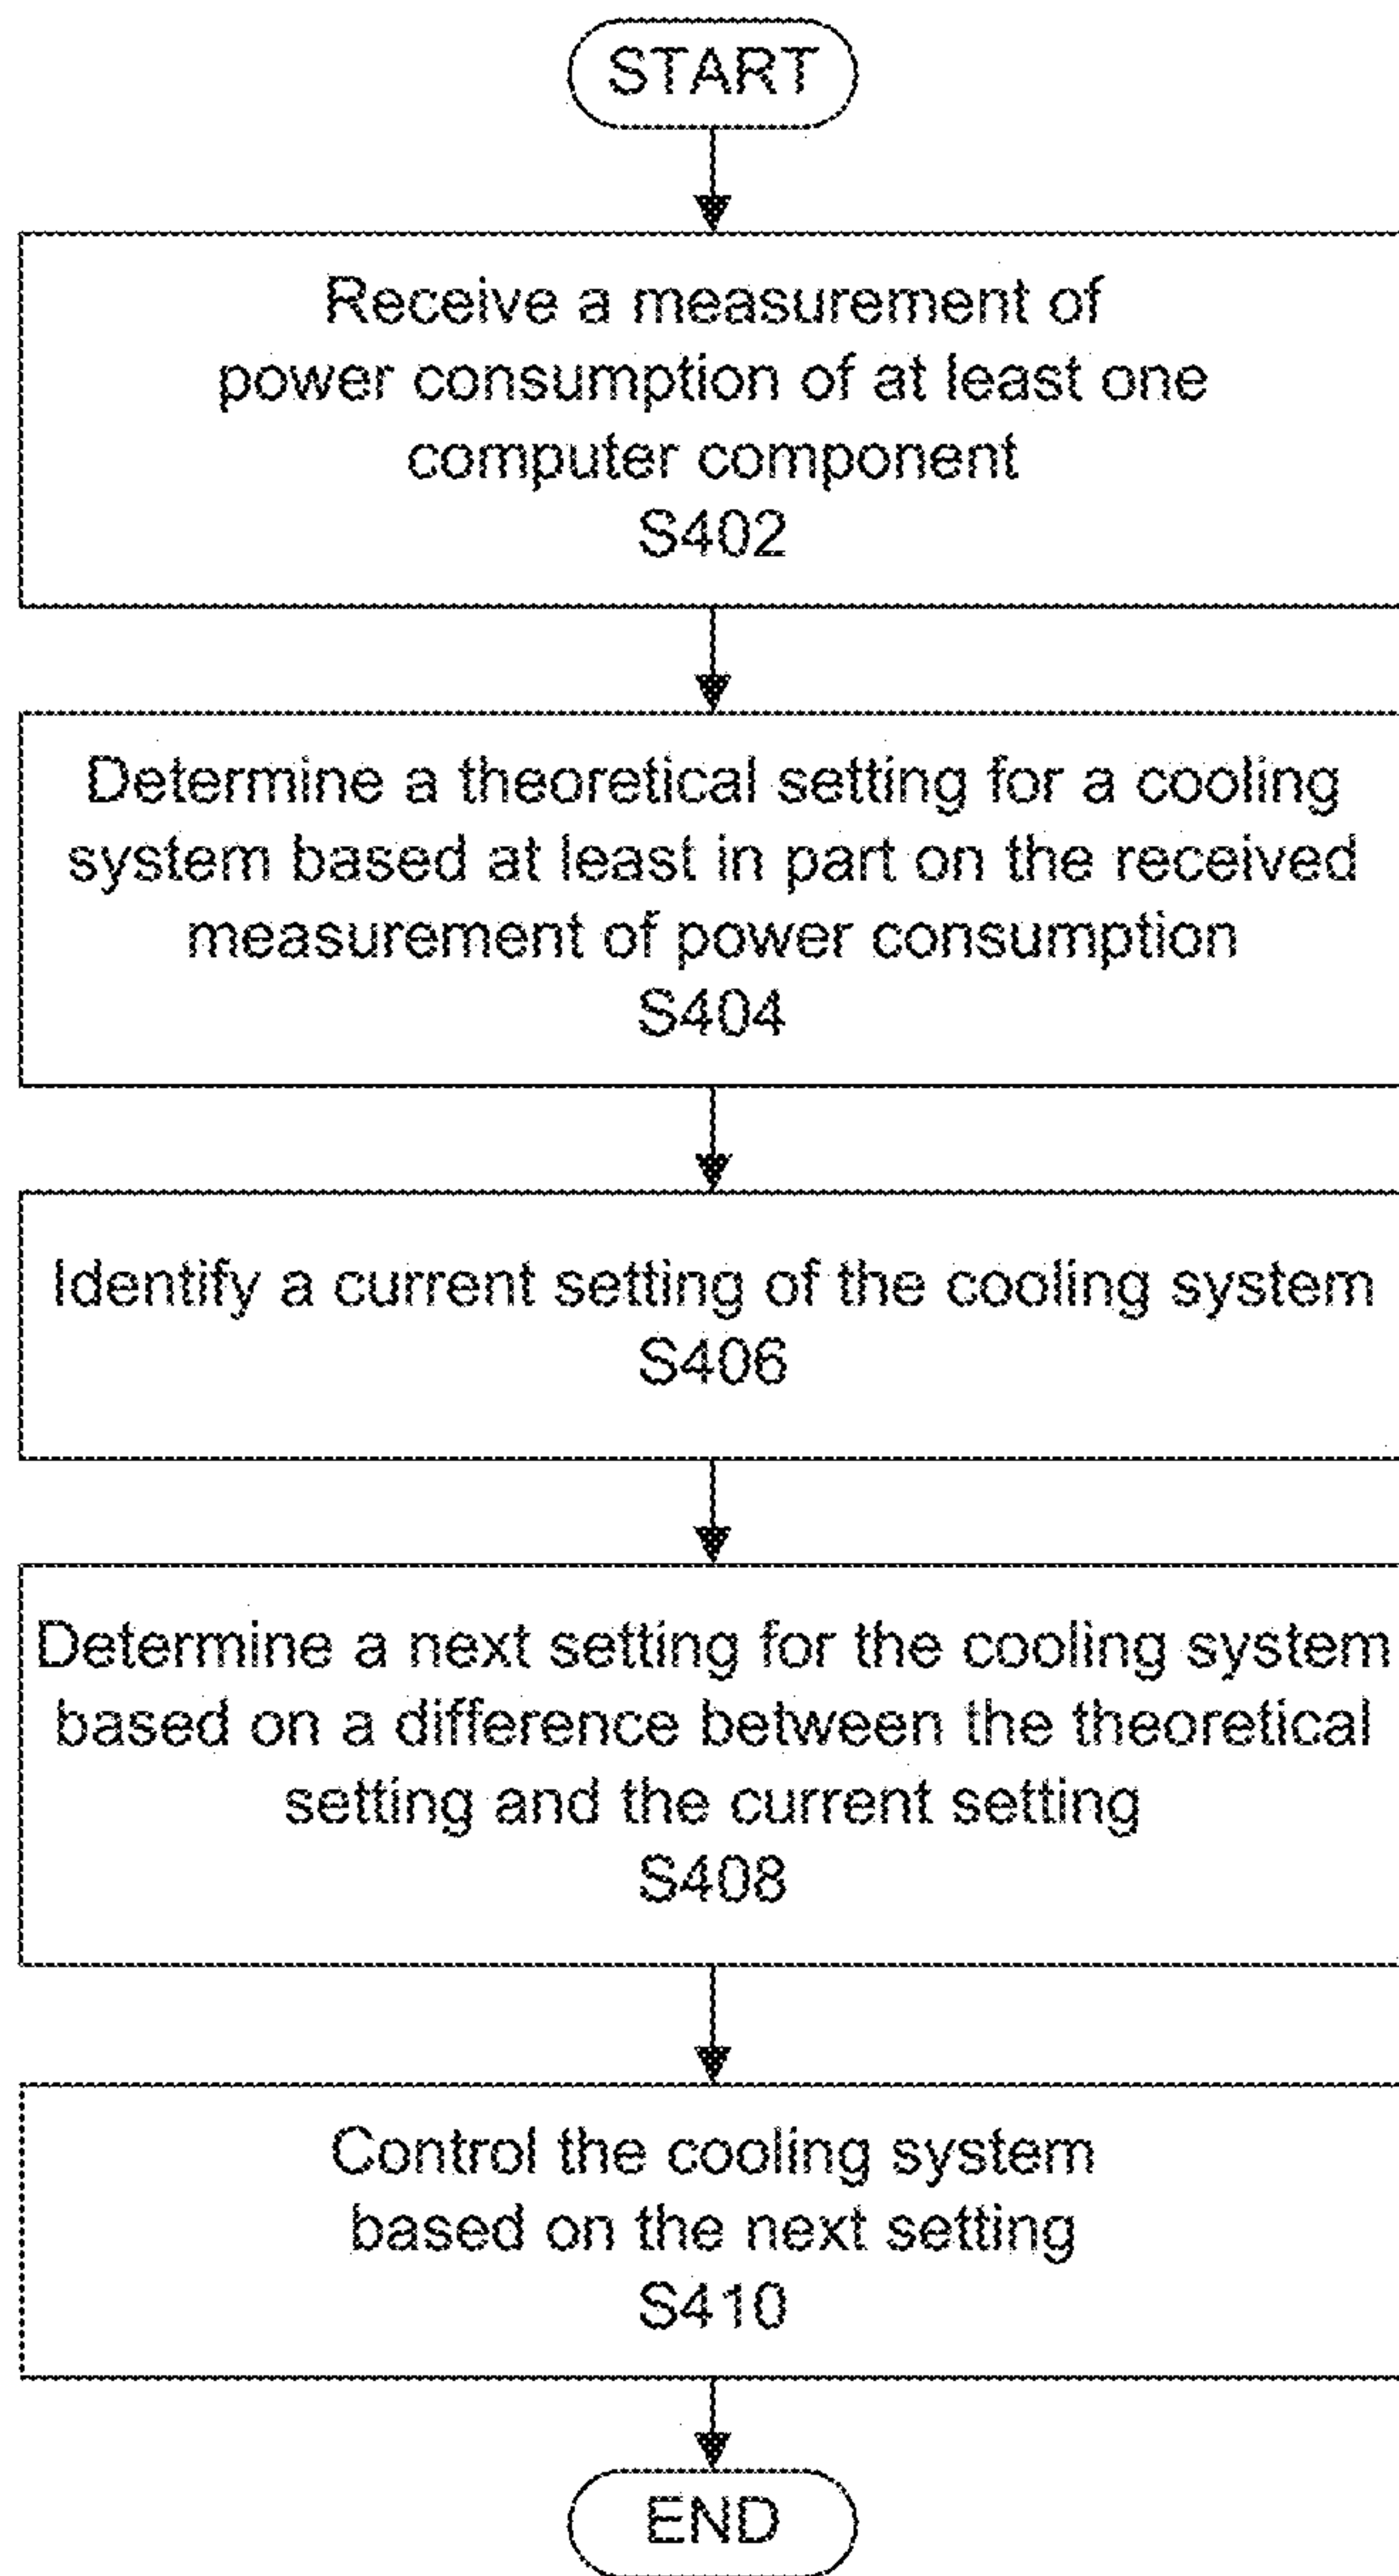 START
Receive a measurement of
power consumption of at least one
computer component
S402
Determine a theoretical setting for a cooling
system based at least in part on the received
measurement of power consumption
S404
Identify a current setting of the cooling system
S406
Determine a next setting for the cooling system
based on a difference between the theoretical
setting and the current setting
S408
Control the cooling system
based on the next setting
S410
END